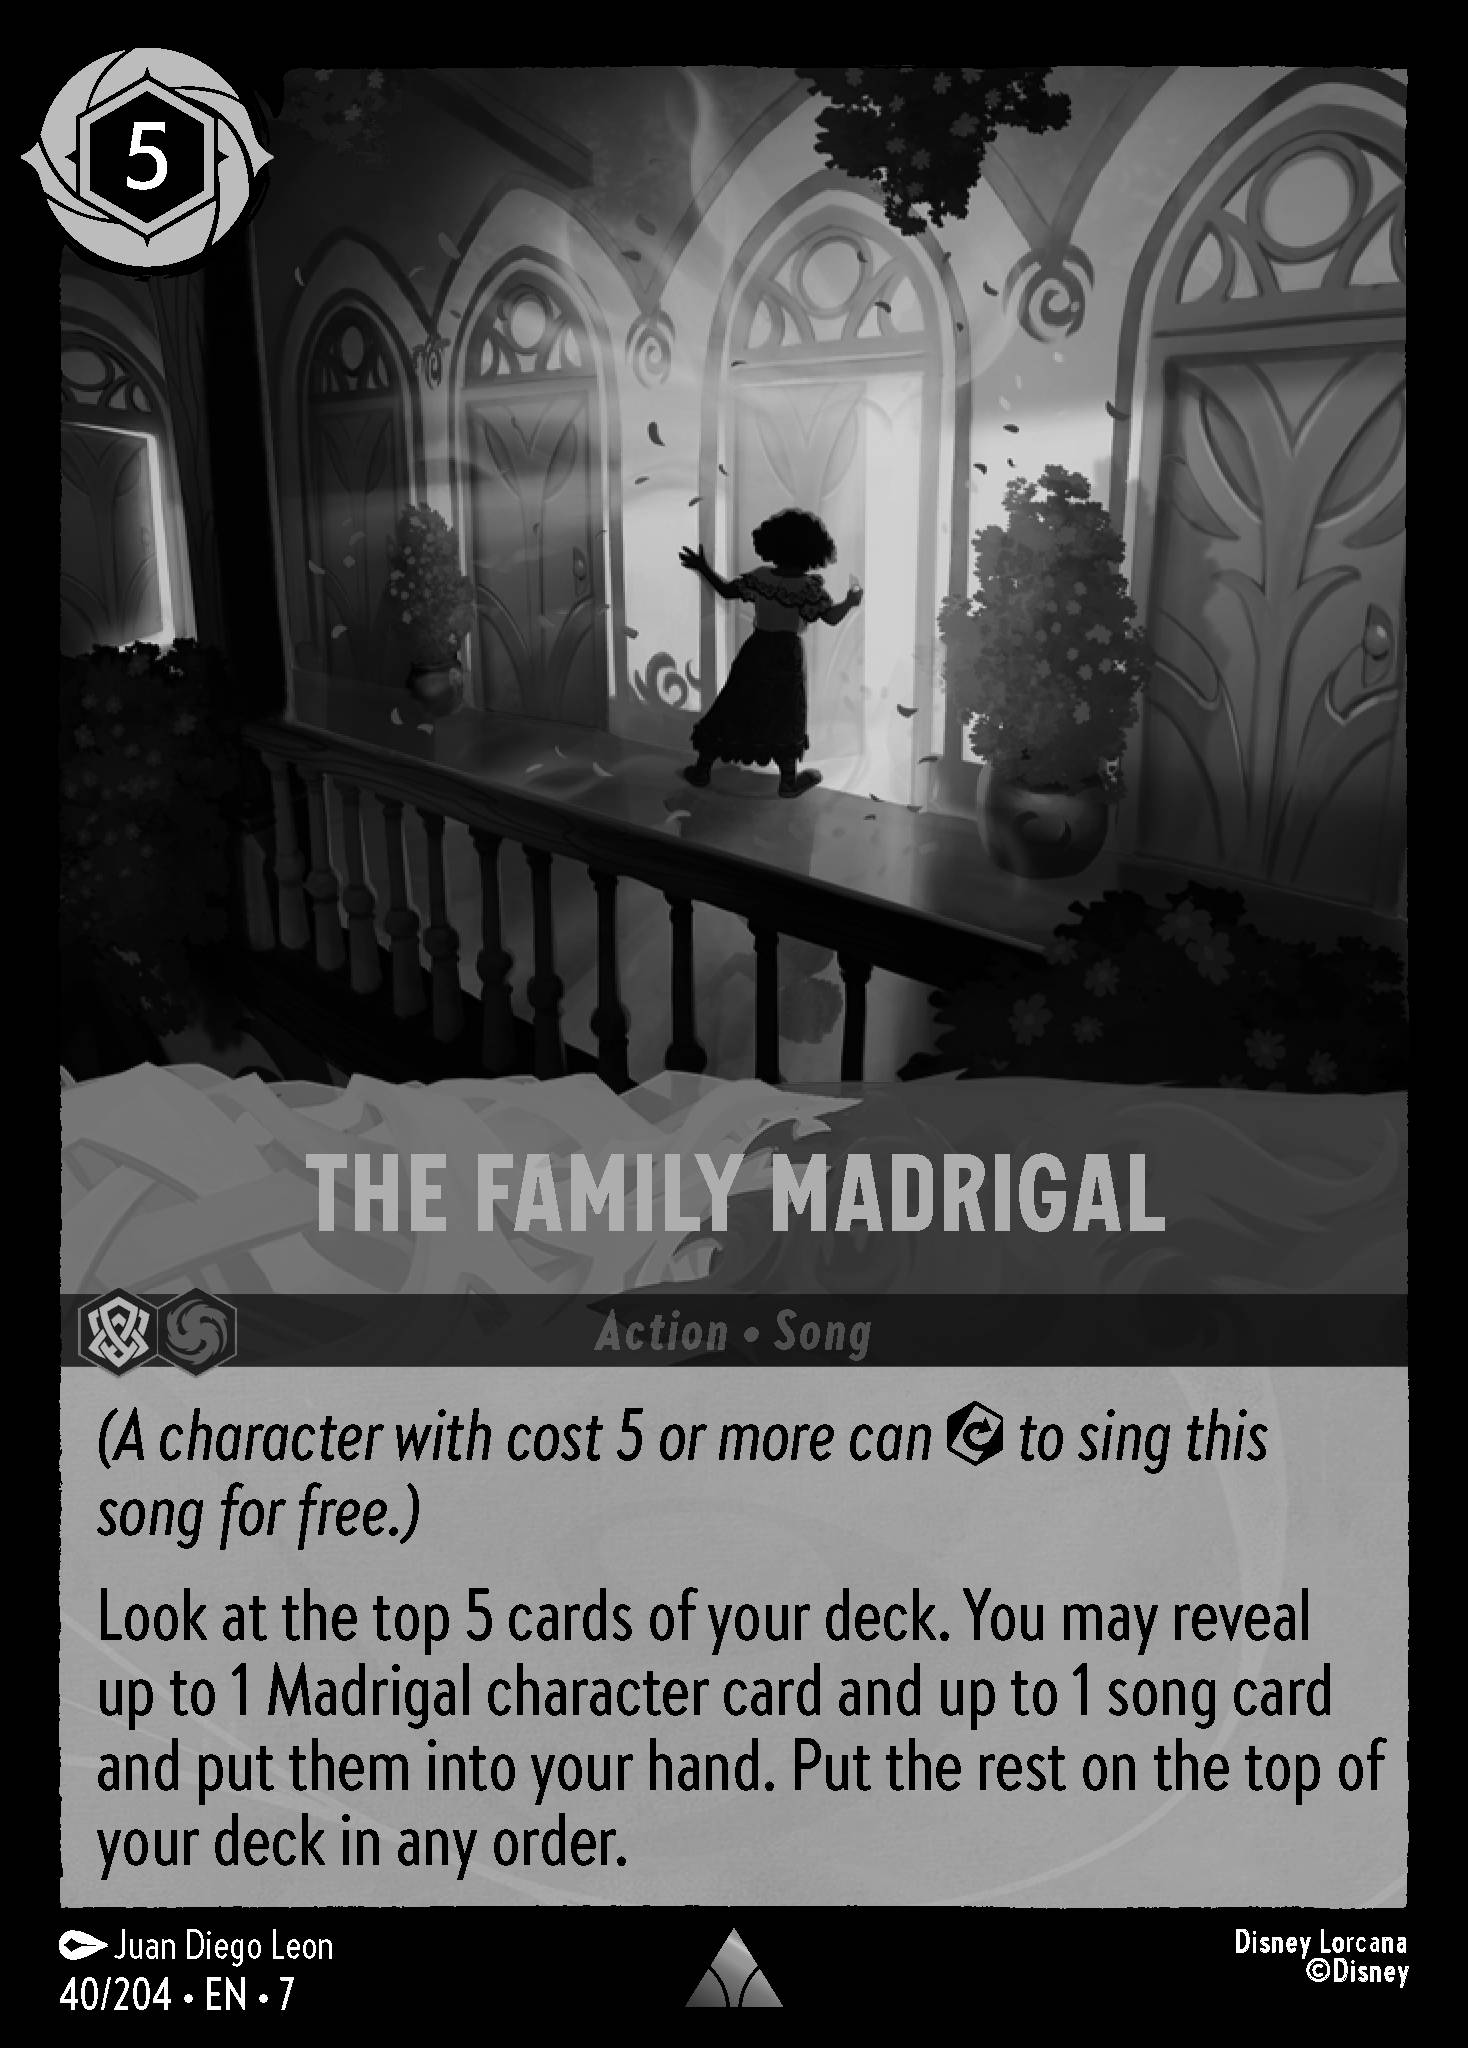 5
THE FAMILY MADRIGAL
Action • Song
(A character with cost 5 or more can to sing this
song for free.)
Look at the top 5 cards of your deck. You may reveal
up to 1 Madrigal character card and up to 1 song card
and put them into your hand. Put the rest on the top of
your deck in any order.
Juan Diego Leon
Disney Lorcana
40/204 • EN • 7
©Disney